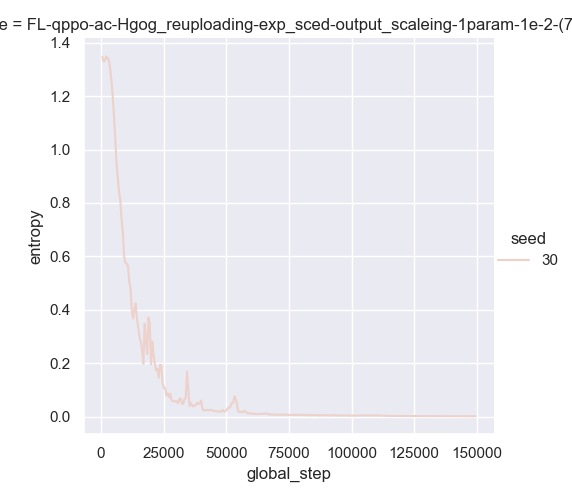 e = FL-qppo-ac-Hgog_reuploading-exp_sced-output_scaleing-1param-1e-2-(7
1.4
1.2
1.0
0.8
0.6
0.4
0.2
0.0
entropy
0 25000 50000 75000 100000 125000 150000
global_step
seed
30